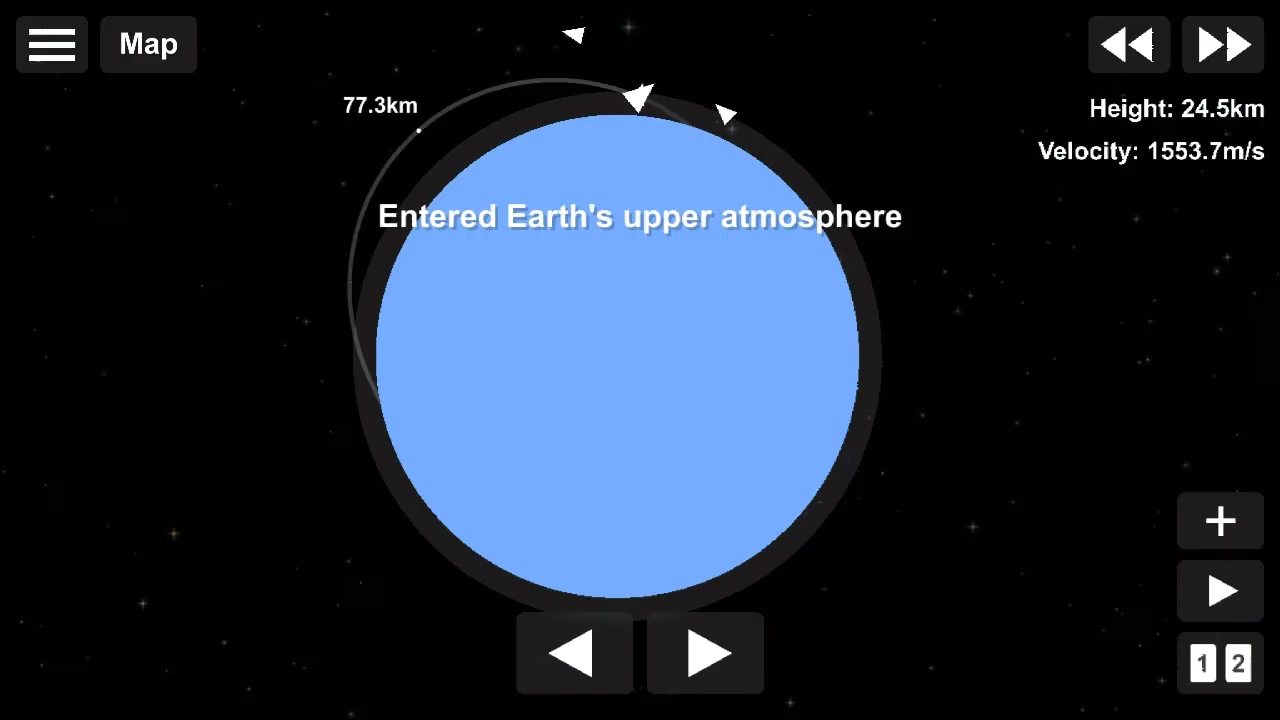 Map
77.3km
Height: 24.5km
Velocity: 1553.7m/s
Entered Earth's upper atmosphere
1 2